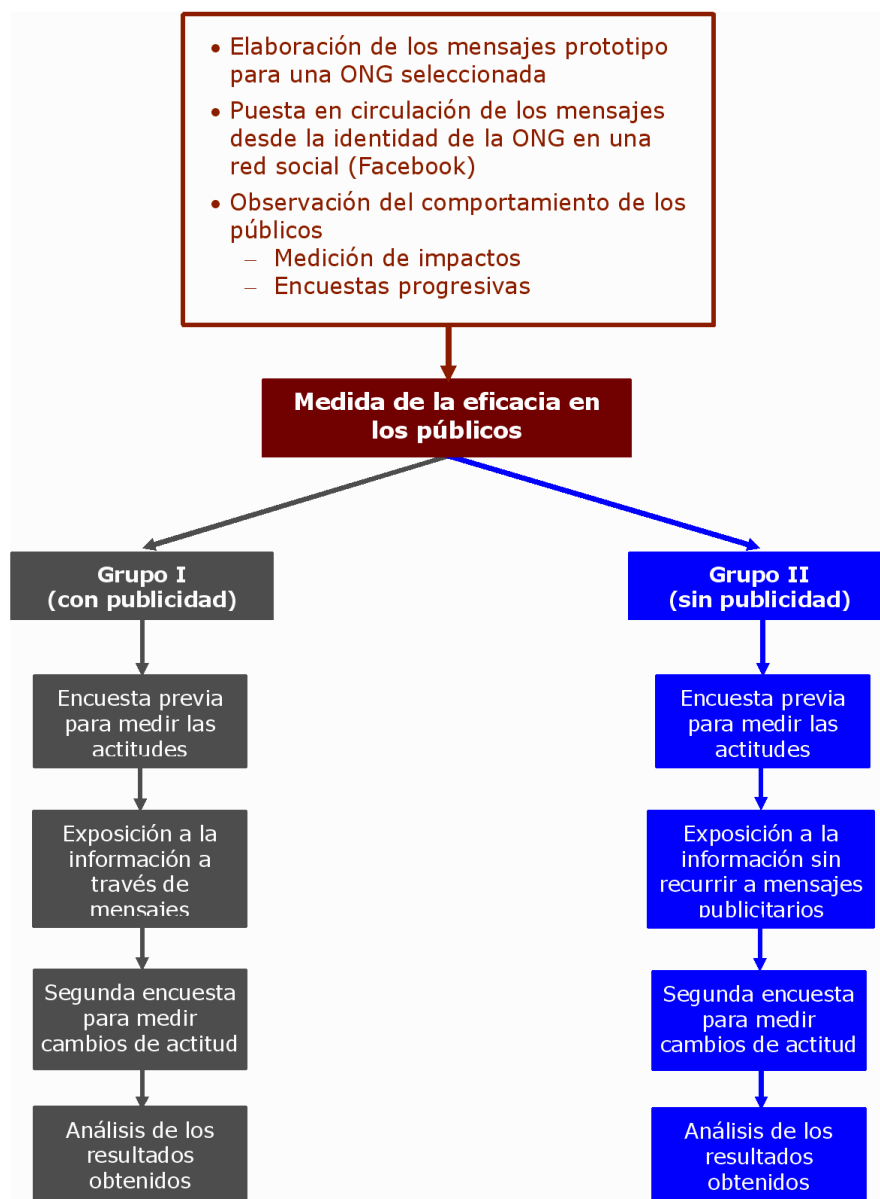 • Elaboración de los mensajes prototipo
para una ONG seleccionada
• Puesta en circulación de los mensajes
desde la identidad de la ONG en una
red social (Facebook)
• Observación del comportamiento de los
públicos
– Medición de impactos
– Encuestas progresivas
Medida de la eficacia en
los públicos
Grupo I
(con publicidad)
Encuesta previa
para medir las
actitudes
Exposición a la
información a
través de
mensajes
Segunda encuesta
para medir
cambios de actitud
Análisis de los
resultados
obtenidos
Grupo II
(sin publicidad)
Encuesta previa
para medir las
actitudes
Exposición a la
información sin
recurrir a mensajes
publicitarios
Segunda encuesta
para medir
cambios de actitud
Análisis de los
resultados
obtenidos